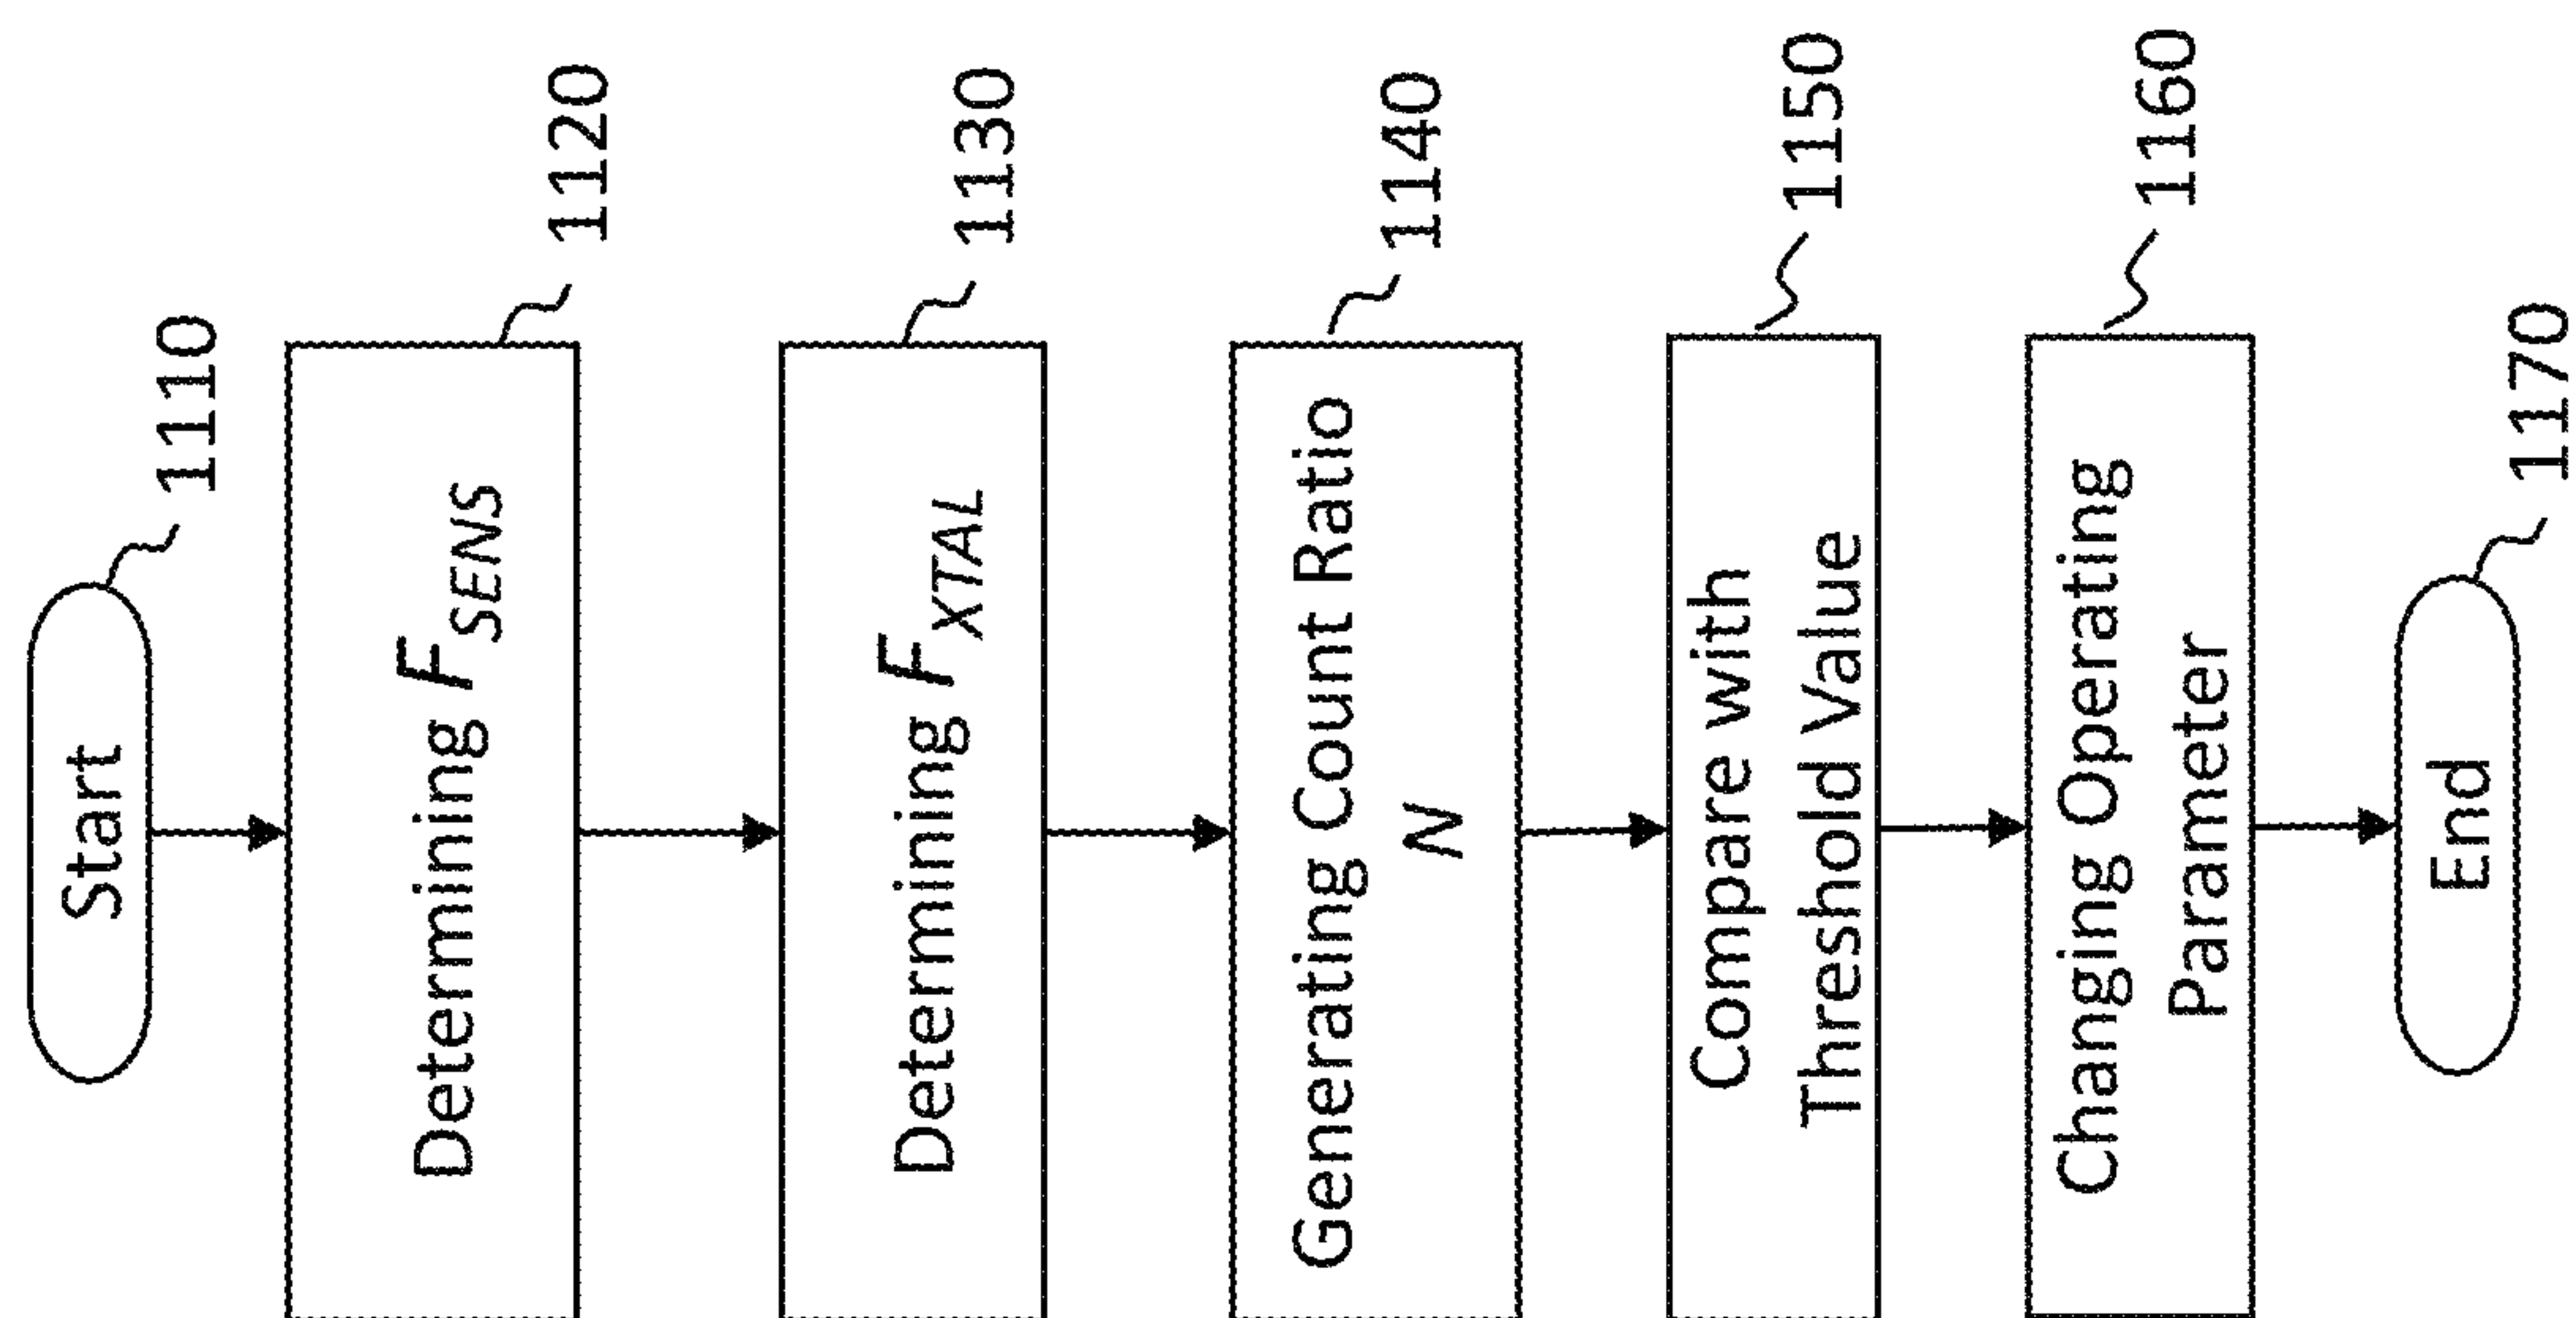 Start
1110
Determining F_SENS
1120
Determining F_XTAL
1130
Generating Count Ratio
N
1140
Compare with
Threshold Value
1150
Changing Operating
Parameter
1160
End
1170